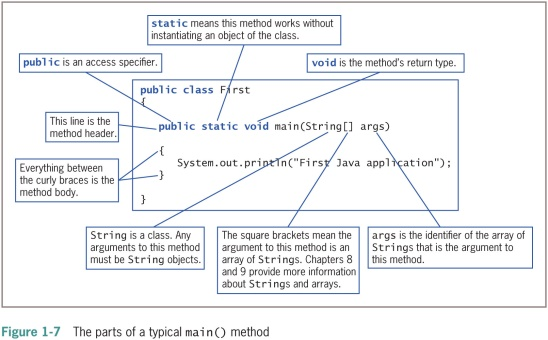 static means this method works without
instantiating an object of the class.
public is an access specifier.
void is the method's return type.
public class First
{
This line is the
method header.
public static void main(String[] args)
{
System.out.println("First Java application");
}
}
Everything between
the curly braces is the
method body.
String is a class. Any
arguments to this method
must be String objects.
The square brackets mean the
argument to this method is an
array of Strings. Chapters 8
and 9 provide more information
about Strings and arrays.
args is the identifier of the array of
Strings that is the argument to
this method.
Figure 1-7 The parts of a typical main() method